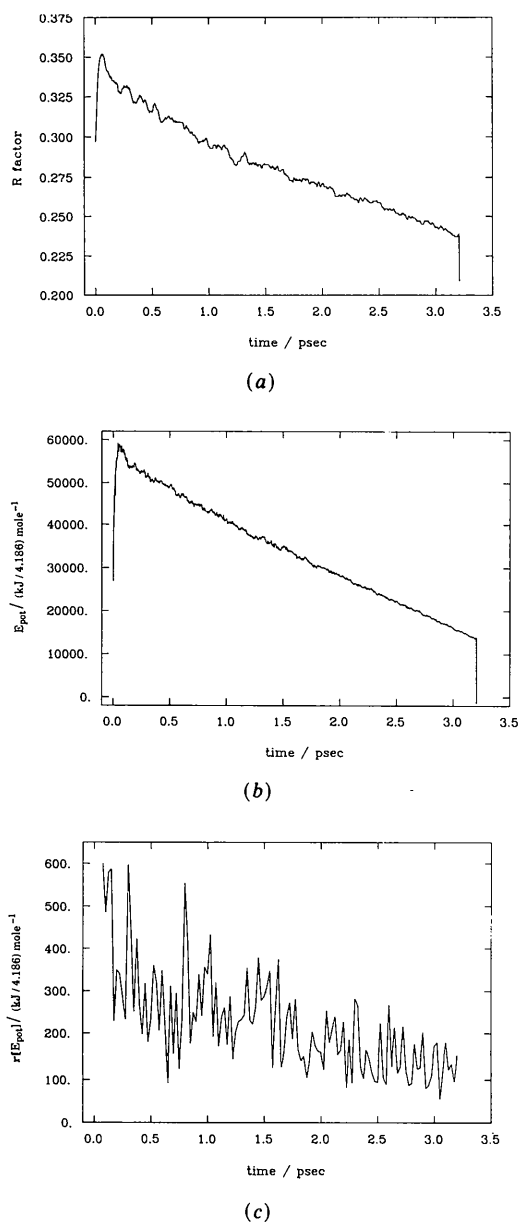 0.375
0.350
0.325
0.300
0.275
0.250
0.225
0.200
R factor
0.0 0.5 1.0 1.5 2.0 2.5 3.0 3.5
time / psec
(a)
60000.
50000.
40000.
30000.
20000.
10000.
0.
E_pot / (kJ / 4.186) mole⁻¹
0.0 0.5 1.0 1.5 2.0 2.5 3.0 3.5
time / psec
(b)
600.
500.
400.
300.
200.
100.
0.
r[E_pot] / (kJ / 4.186) mole⁻¹
0.0 0.5 1.0 1.5 2.0 2.5 3.0 3.5
time / psec
(c)